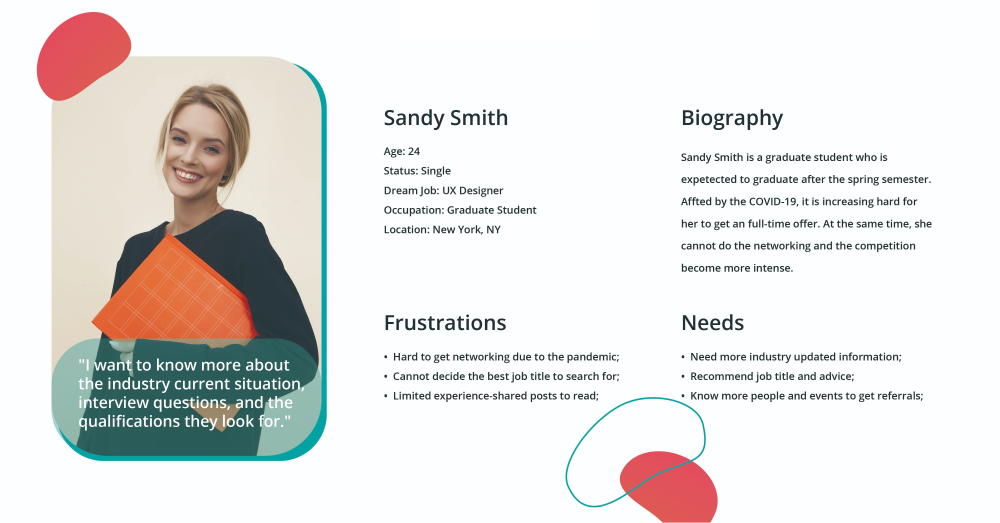 Sandy Smith
Age: 24
Status: Single
Dream Job: UX Designer
Occupation: Graduate Student
Location: New York, NY
Biography
Sandy Smith is a graduate student who is
expetected to graduate after the spring semester.
Affted by the COVID-19, it is increasing hard for
her to get an full-time offer. At the same time, she
cannot do the networking and the competition
become more intense.
"I want to know more about
the industry current situation,
interview questions, and the
qualifications they look for."
Frustrations
• Hard to get networking due to the pandemic;
• Cannot decide the best job title to search for;
• Limited experience-shared posts to read;
Needs
• Need more industry updated information;
• Recommend job title and advice;
• Know more people and events to get referrals;